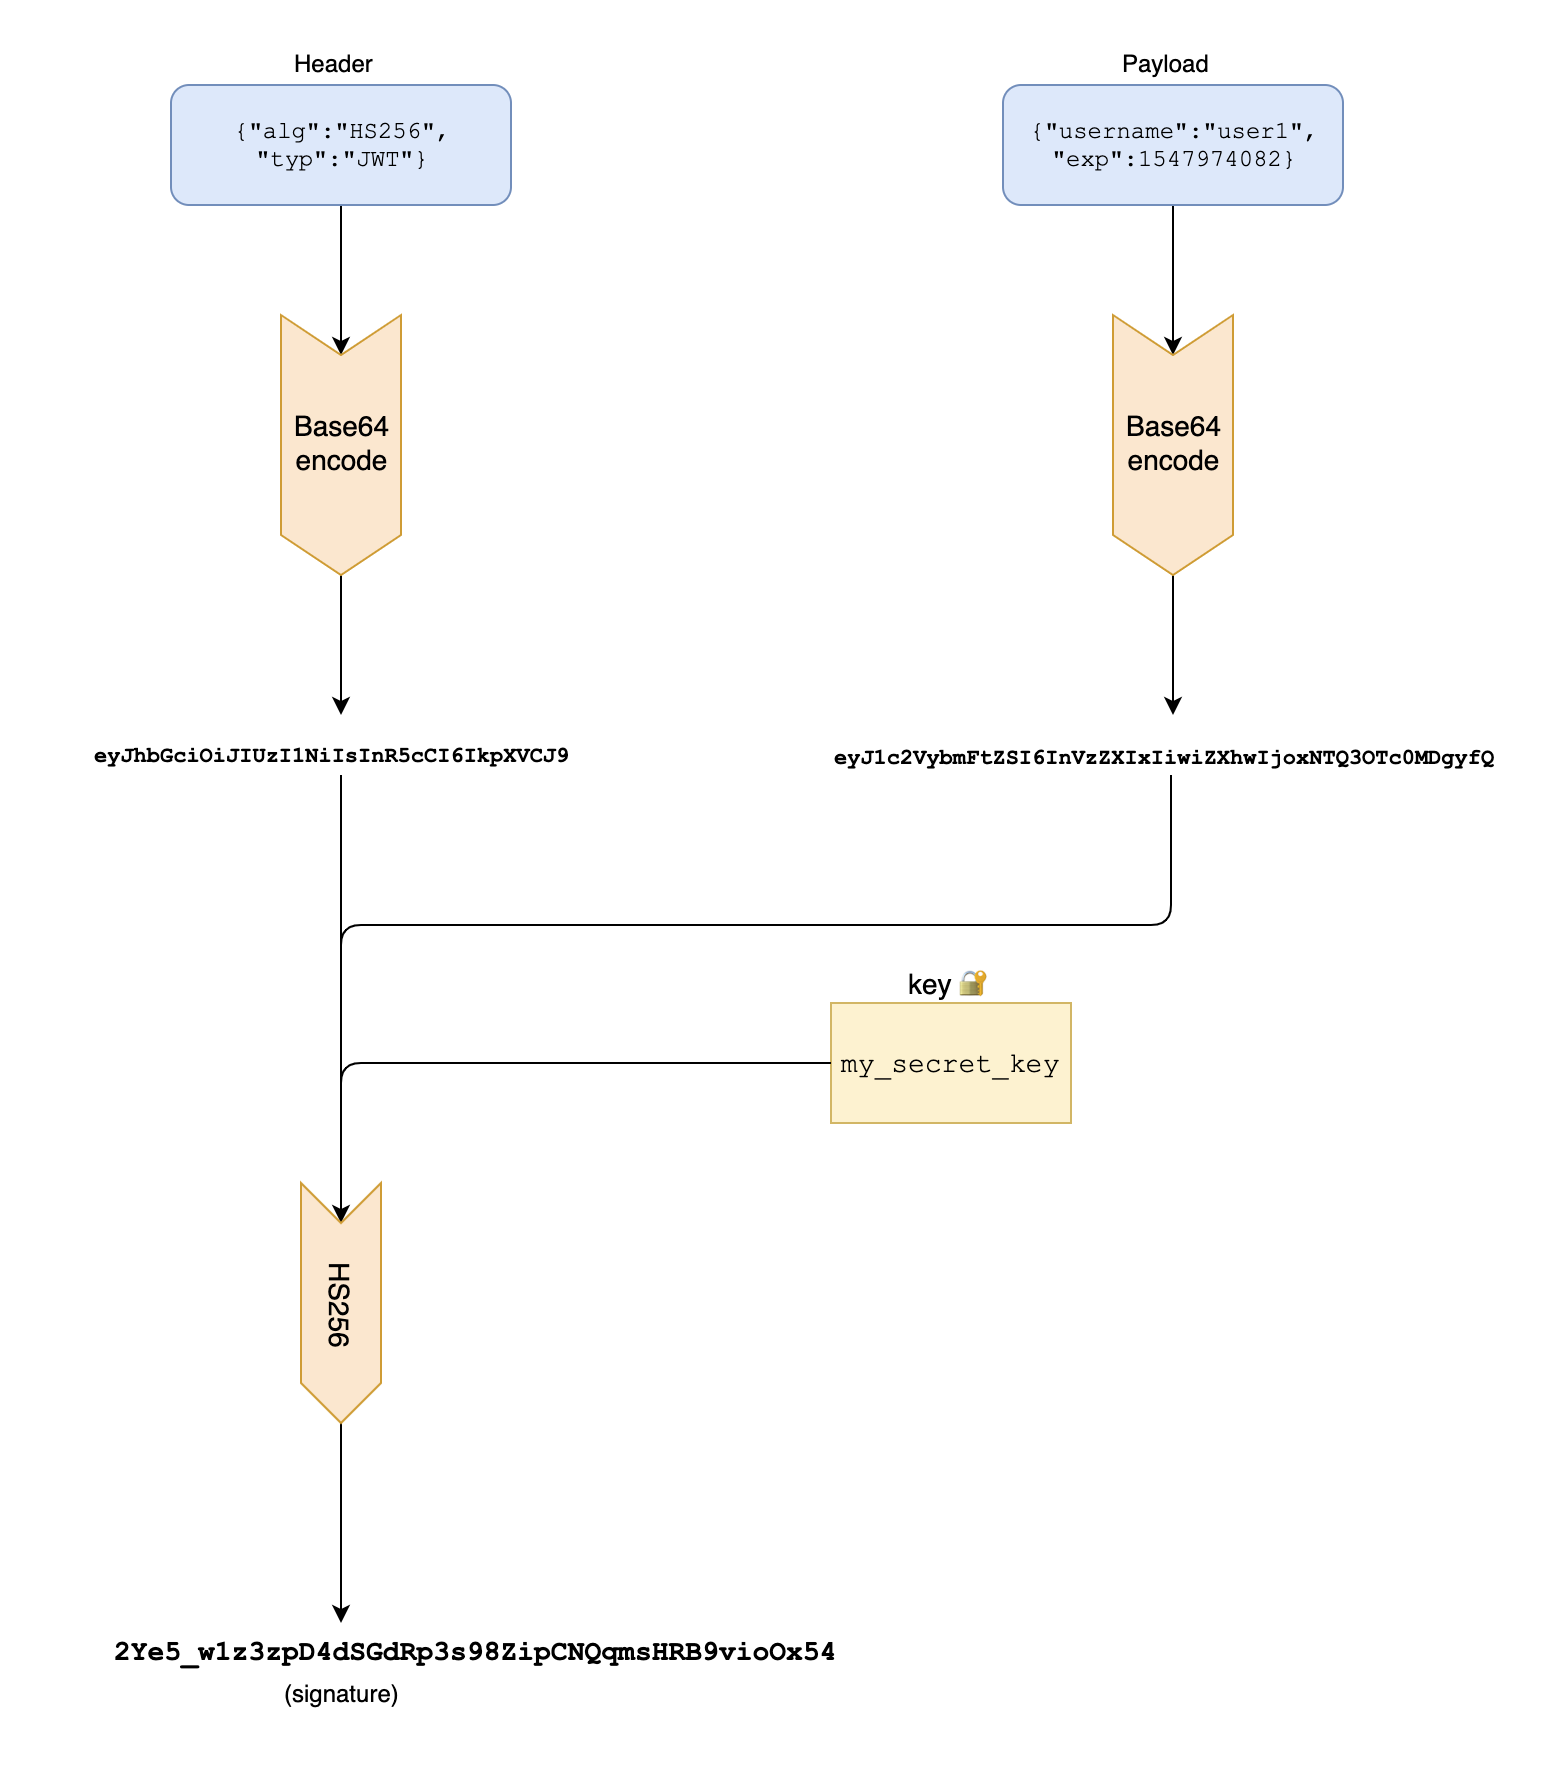 Header
{"alg":"HS256",
"typ":"JWT"}
Payload
{"username":"user1",
"exp":1547974082}
Base64
encode
Base64
encode
eyJhbGciOiJIUzI1NiIsInR5cCI6IkpXVCJ9
eyJ1c2VybmFtZSI6InVzZXIxIiwiZXhwIjoxNTQ3OTc0MDgyfQ
key 🔐
my_secret_key
HS256
2Ye5_w1z3zpD4dSGdRp3s98ZipCNQqmsHRB9vioOx54
(signature)